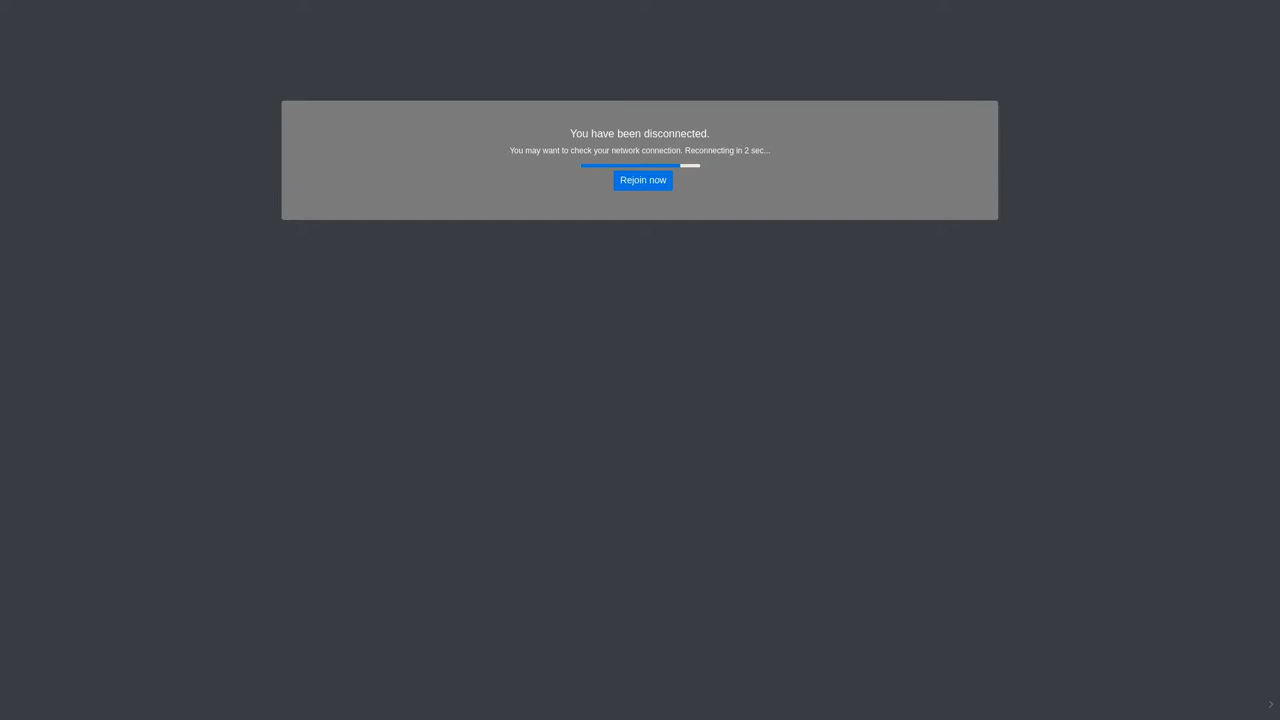 You have been disconnected.
You may want to check your network connection. Reconnecting in 2 sec...
Rejoin now